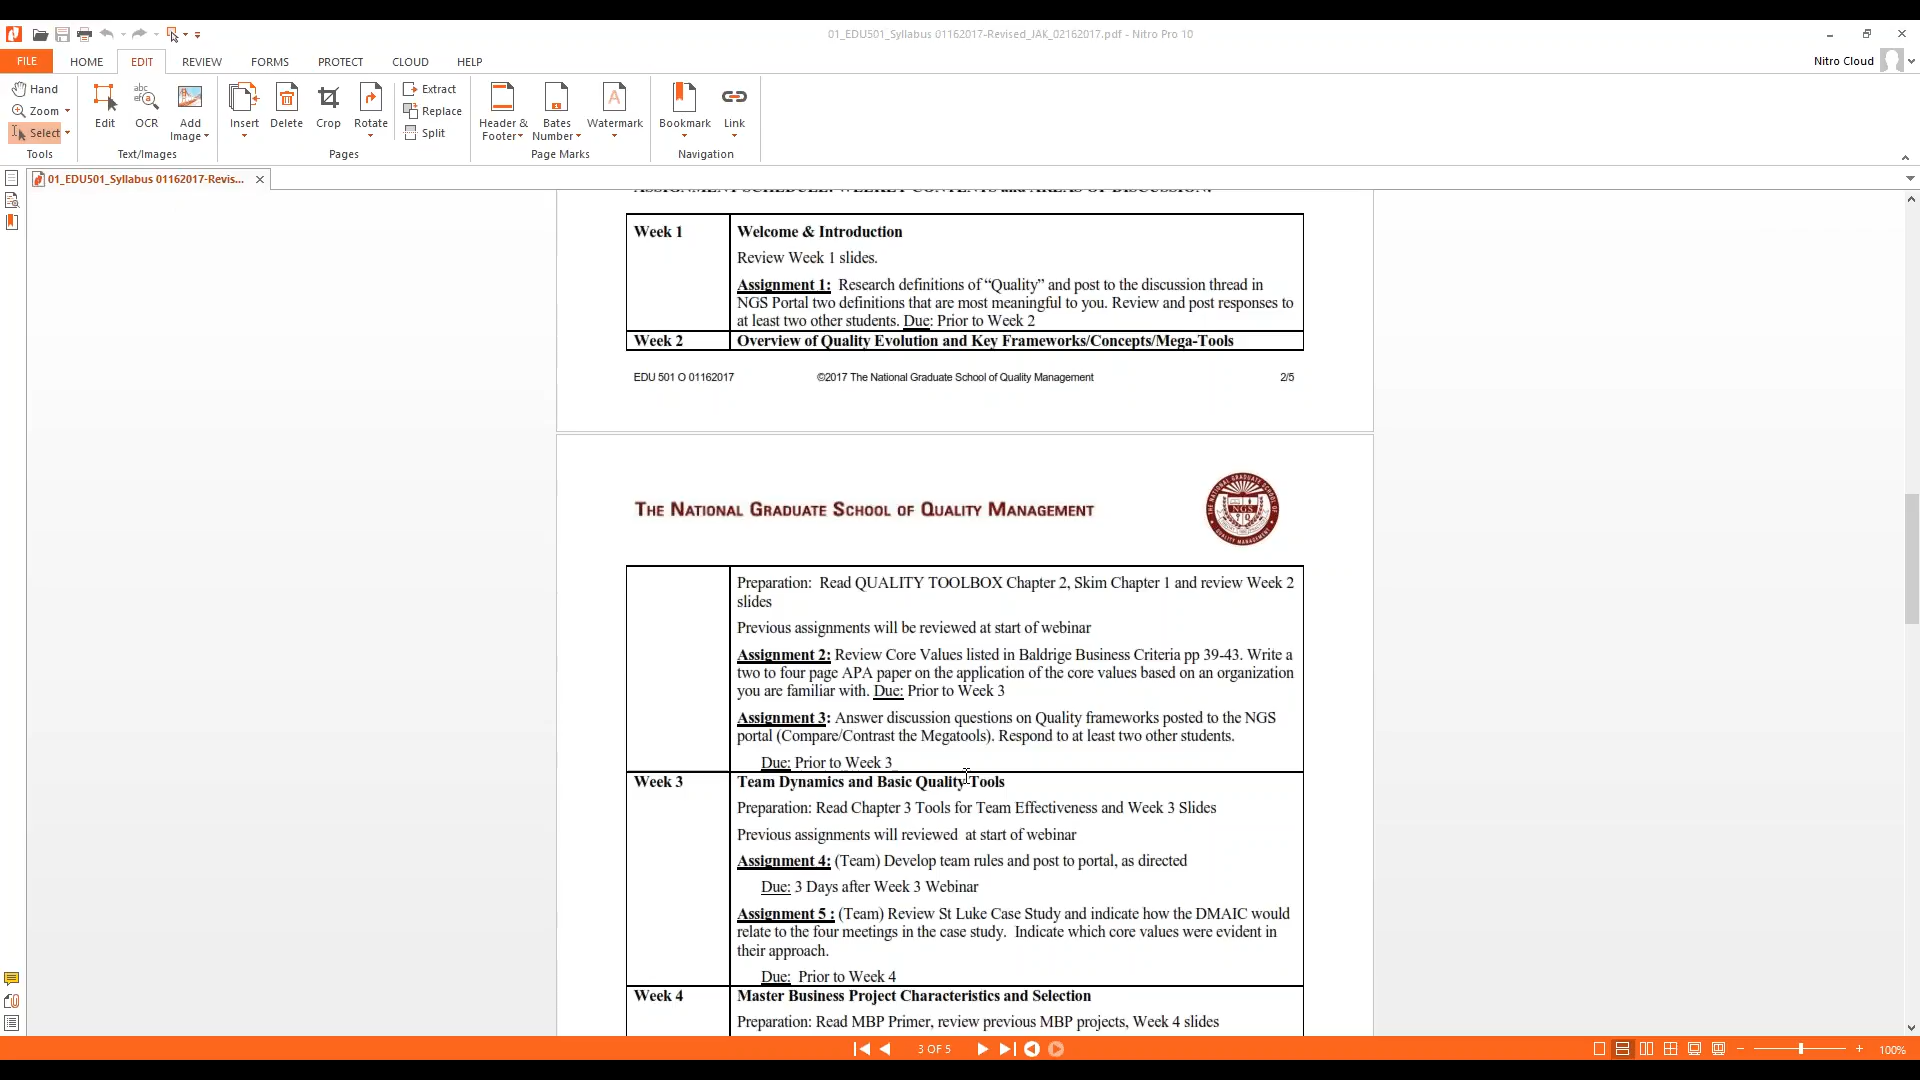 01_EDU501_Syllabus 01162017-Revised_JAK_02162017.pdf - Nitro Pro 10
FILE HOME EDIT REVIEW FORMS PROTECT CLOUD HELP
Nitro Cloud
Hand
Zoom
Select
Tools
Edit
OCR
Add Image
Text/Images
Insert
Delete
Crop
Rotate
Extract
Replace
Split
Pages
Header & Footer
Bates Number
Watermark
Page Marks
Bookmark
Link
Navigation
01_EDU501_Syllabus 01162017-Revis...
ASSIGNMENT SCHEDULE: WEEKLY CONTENTS and AREAS OF DISCUSSION:
Week 1 Welcome & Introduction
Review Week 1 slides.
Assignment 1: Research definitions of “Quality” and post to the discussion thread in
NGS Portal two definitions that are most meaningful to you. Review and post responses to
at least two other students. Due: Prior to Week 2
Week 2 Overview of Quality Evolution and Key Frameworks/Concepts/Mega-Tools
EDU 501 O 01162017 ©2017 The National Graduate School of Quality Management 2/5
THE NATIONAL GRADUATE SCHOOL OF QUALITY MANAGEMENT
NGS
Preparation: Read QUALITY TOOLBOX Chapter 2, Skim Chapter 1 and review Week 2
slides
Previous assignments will be reviewed at start of webinar
Assignment 2: Review Core Values listed in Baldrige Business Criteria pp 39-43. Write a
two to four page APA paper on the application of the core values based on an organization
you are familiar with. Due: Prior to Week 3
Assignment 3: Answer discussion questions on Quality frameworks posted to the NGS
portal (Compare/Contrast the Megatools). Respond to at least two other students.
Due: Prior to Week 3
Week 3 Team Dynamics and Basic Quality Tools
Preparation: Read Chapter 3 Tools for Team Effectiveness and Week 3 Slides
Previous assignments will reviewed at start of webinar
Assignment 4: (Team) Develop team rules and post to portal, as directed
Due: 3 Days after Week 3 Webinar
Assignment 5 : (Team) Review St Luke Case Study and indicate how the DMAIC would
relate to the four meetings in the case study. Indicate which core values were evident in
their approach.
Due: Prior to Week 4
Week 4 Master Business Project Characteristics and Selection
Preparation: Read MBP Primer, review previous MBP projects, Week 4 slides
3 OF 5
100%